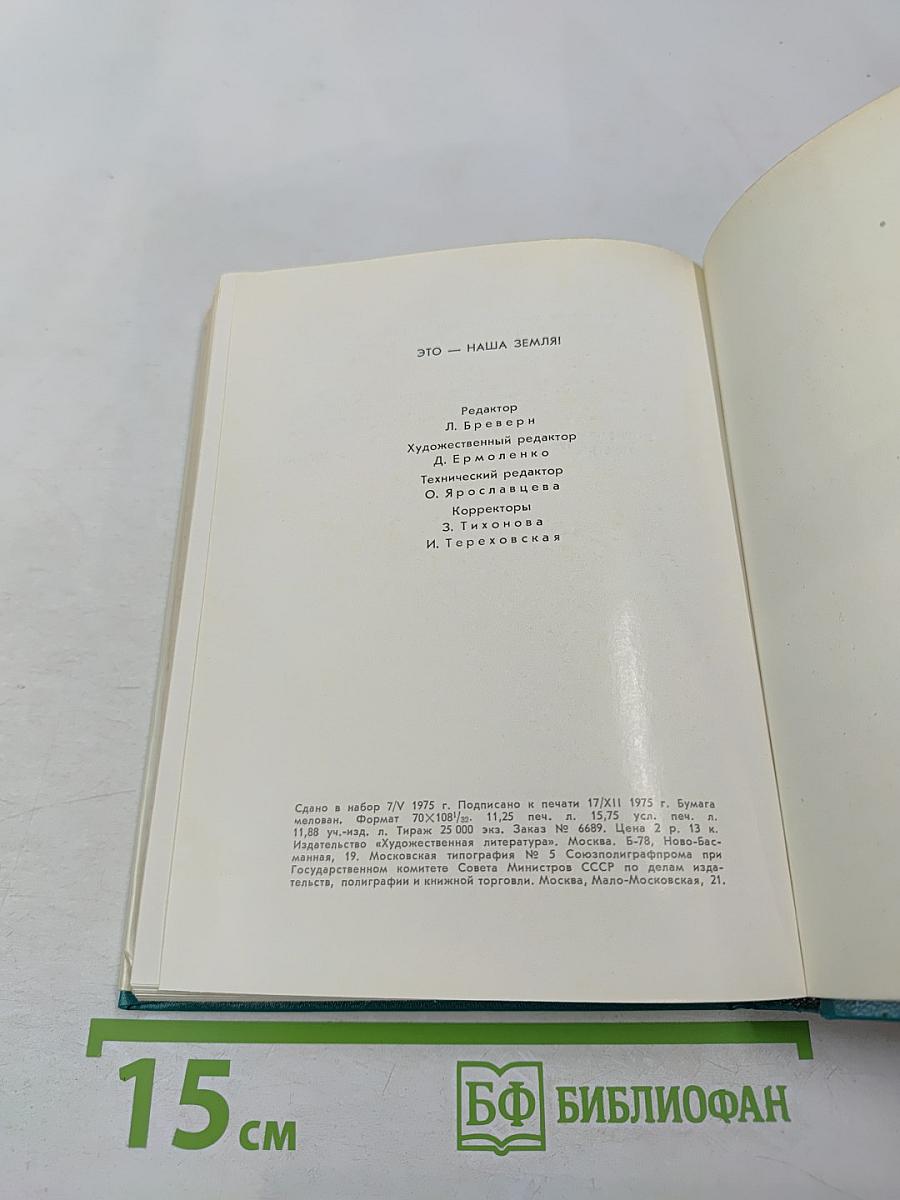 ЭТО — НАША ЗЕМЛЯ!
Редактор
Л. Бреверн
Художественный редактор
Д. Ермоленко
Технический редактор
О. Ярославцева
Корректоры
З. Тихонова
И. Тереховская
Сдано в набор 7/V 1975 г. Подписано к печати 17/XII 1975 г. Бумага
мелован. Формат 70×108¹/₃₂. 11,25 печ. л. 15,75 усл. печ. л.
11,88 уч.-изд. л. Тираж 25 000 экз. Заказ № 6689. Цена 2 р. 13 к.
Издательство «Художественная литература». Москва. Б-78, Ново-Бас-
манная, 19. Московская типография № 5 Союзполиграфпрома при
Государственном комитете Совета Министров СССР по делам изда-
тельств, полиграфии и книжной торговли. Москва, Мало-Московская, 21.
15 см
БФ БИБЛИОФАН